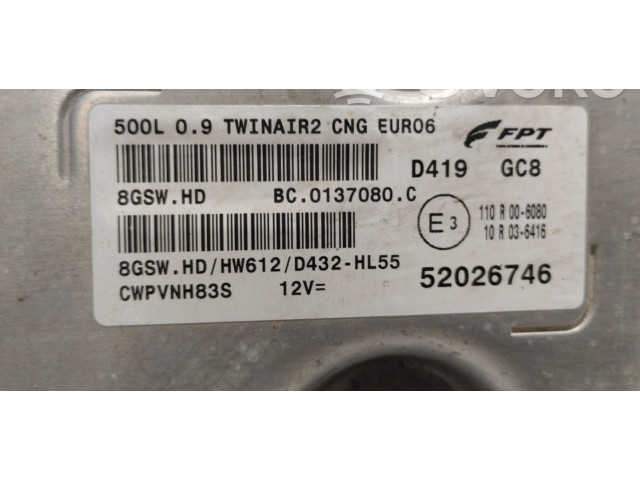 500L 0.9 TWINAIR2 CNG EURO6
FPT
D419 GC8
8GSW.HD BC.0137080.C
E3
110 R 00-6080
10 R 03-6416
8GSW.HD/HW612/D432-HL55
CWPVNH83S 12V=
52026746